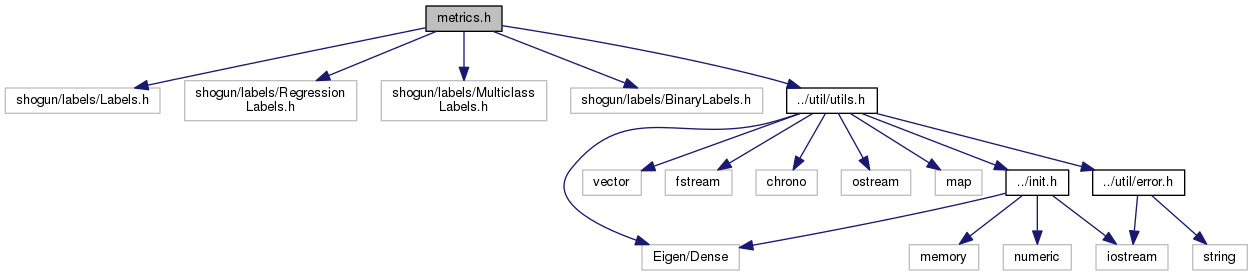 metrics.h
shogun/labels/Labels.h
shogun/labels/Regression
Labels.h
shogun/labels/Multiclass
Labels.h
shogun/labels/BinaryLabels.h
../util/utils.h
vector
fstream
chrono
ostream
map
../init.h
../util/error.h
Eigen/Dense
memory
numeric
iostream
string